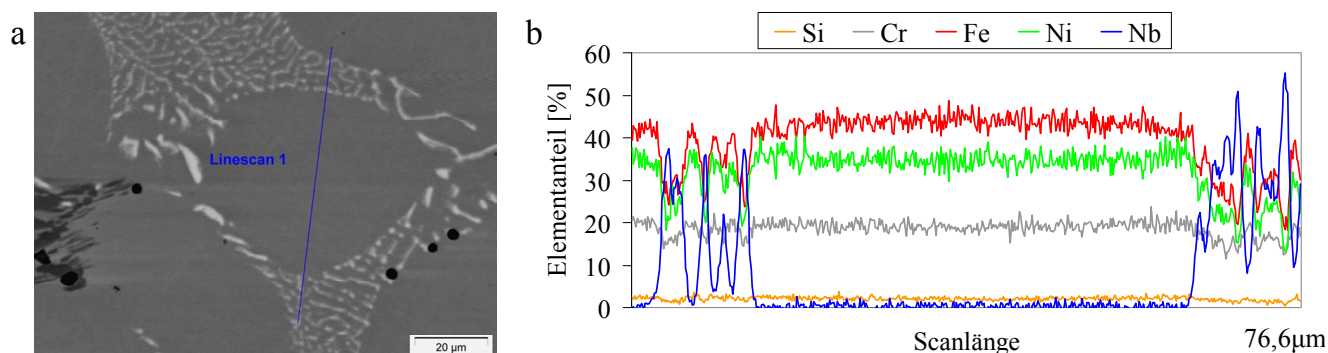 a
Linescan 1
20 µm
b
Si Cr Fe Ni Nb
Elementanteil [%]
60
50
40
30
20
10
0
Scanlänge
76,6µm